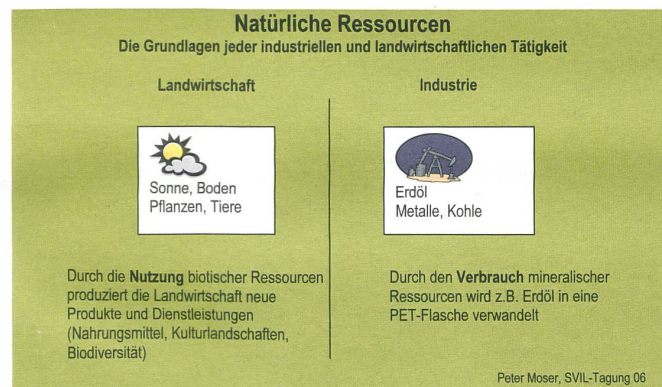 Natürliche Ressourcen
Die Grundlagen jeder industriellen und landwirtschaftlichen Tätigkeit
Landwirtschaft
Sonne, Boden
Pflanzen, Tiere
Durch die Nutzung biotischer Ressourcen
produziert die Landwirtschaft neue
Produkte und Dienstleistungen
(Nahrungsmittel, Kulturlandschaften,
Biodiversität)
Industrie
Erdöl
Metalle, Kohle
Durch den Verbrauch mineralischer
Ressourcen wird z.B. Erdöl in eine
PET-Flasche verwandelt
Peter Moser, SVIL-Tagung 06